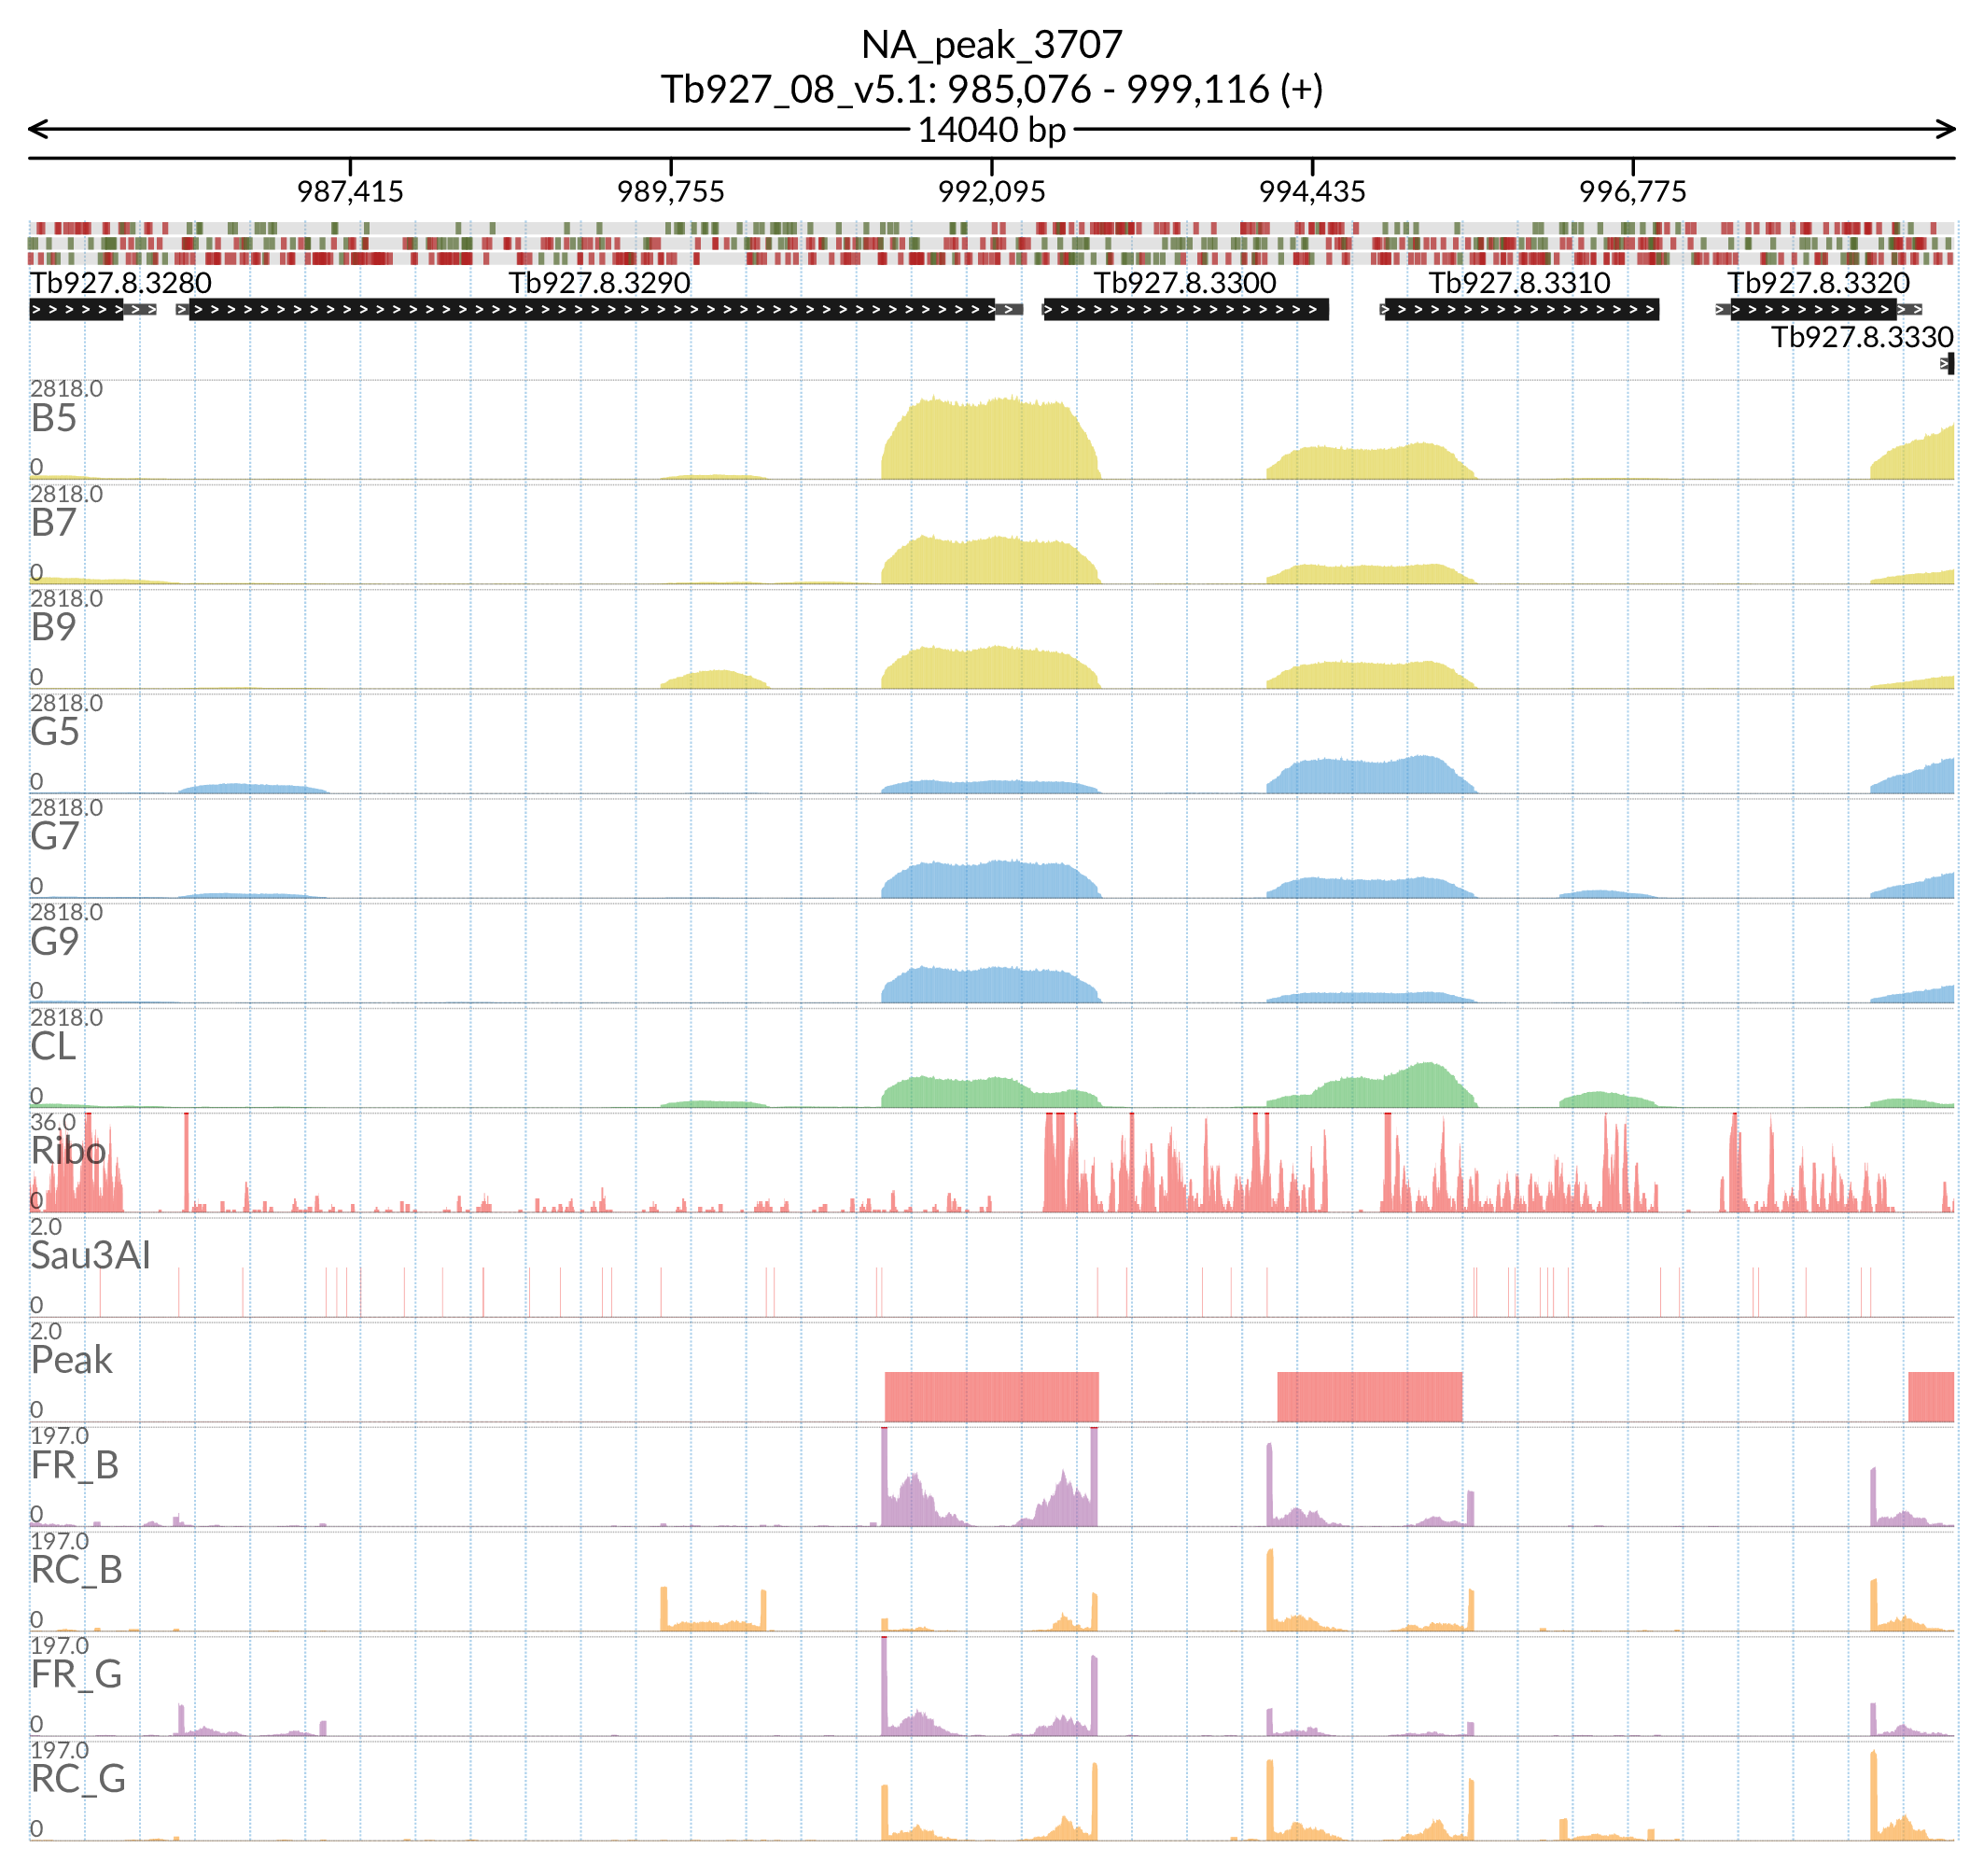 NA_peak_3707
Tb927_08_v5.1: 985,076 - 999,116 (+)
14040 bp
987,415 989,755 992,095 994,435 996,775
Tb927.8.3280 Tb927.8.3290 Tb927.8.3300 Tb927.8.3310 Tb927.8.3320
Tb927.8.3330
2818.0
B5
0
2818.0
B7
0
2818.0
B9
0
2818.0
G5
0
2818.0
G7
0
2818.0
G9
0
2818.0
CL
0
36.0
Ribo
0
2.0
Sau3AI
0
2.0
Peak
0
197.0
FR_B
0
197.0
RC_B
0
197.0
FR_G
0
197.0
RC_G
0